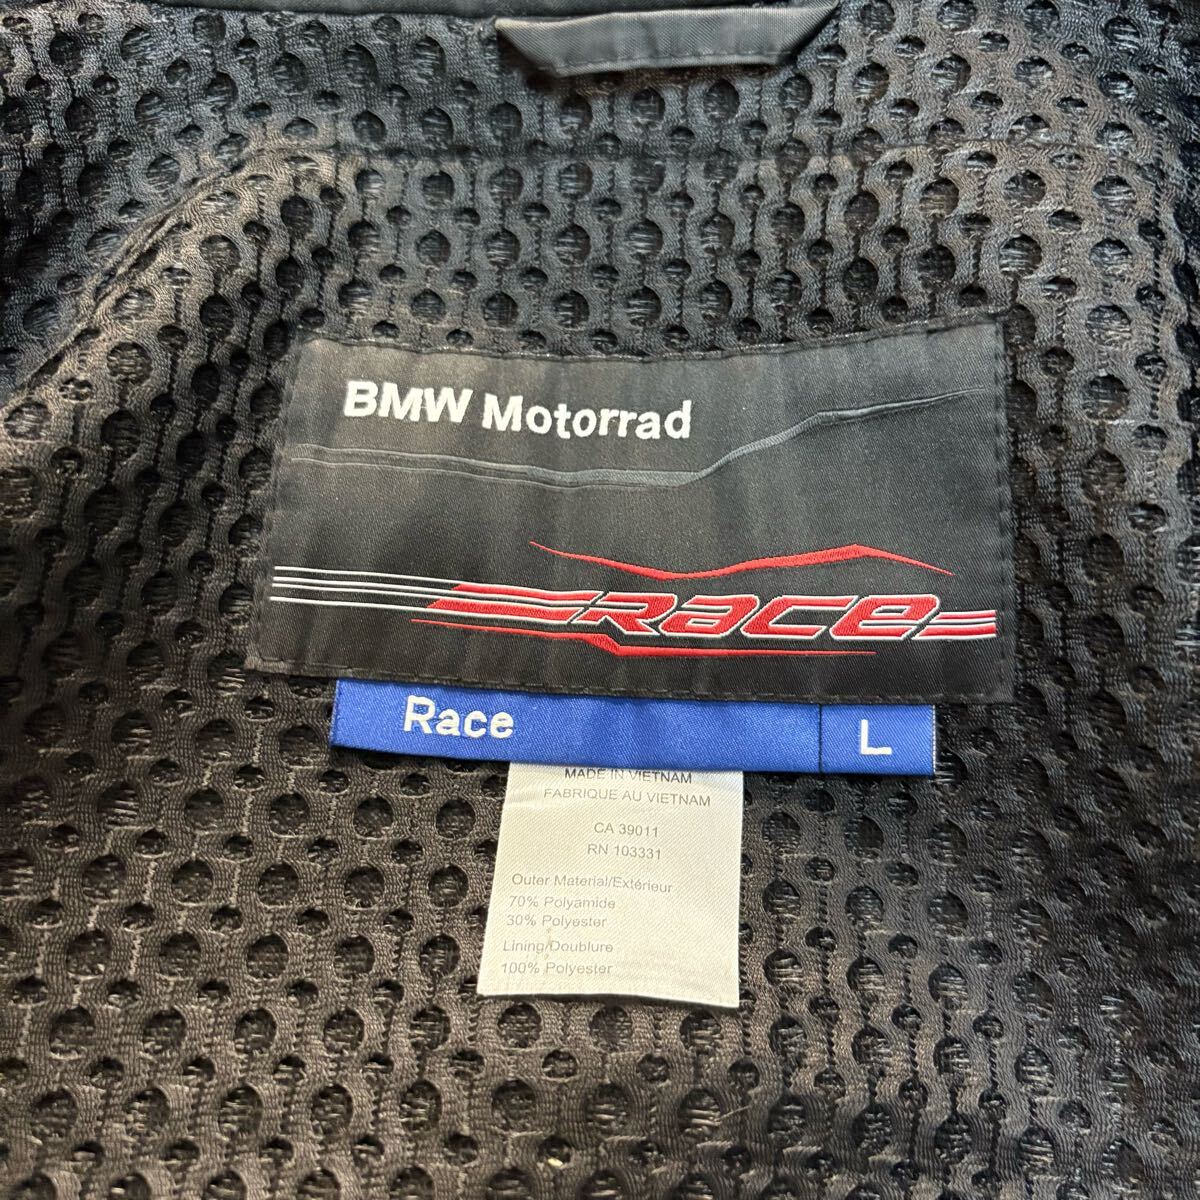 BMW Motorrad
Race
Race L
MADE IN VIETNAM
FABRIQUE AU VIETNAM
CA 39011
RN 103331
Outer Material/Extérieur
70% Polyamide
30% Polyester
Lining/Doublure
100% Polyester